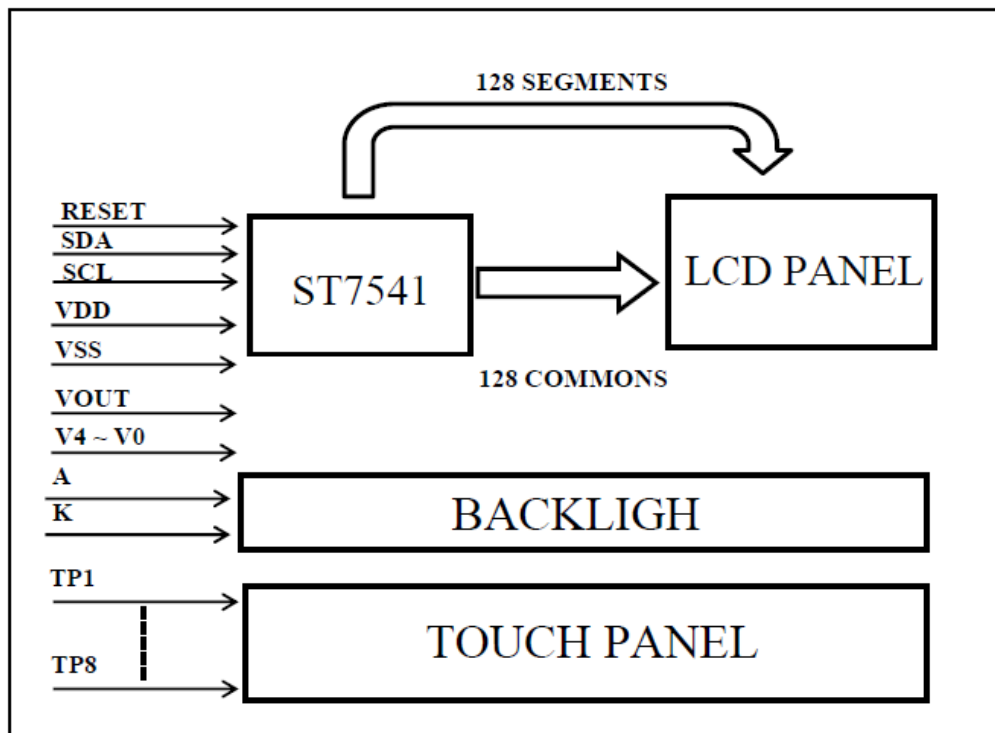 128 SEGMENTS
RESET
SDA
SCL
VDD
VSS
VOUT
V4 ~ V0
A
K
TP1
TP8
ST7541
LCD PANEL
128 COMMONS
BACKLIGH
TOUCH PANEL